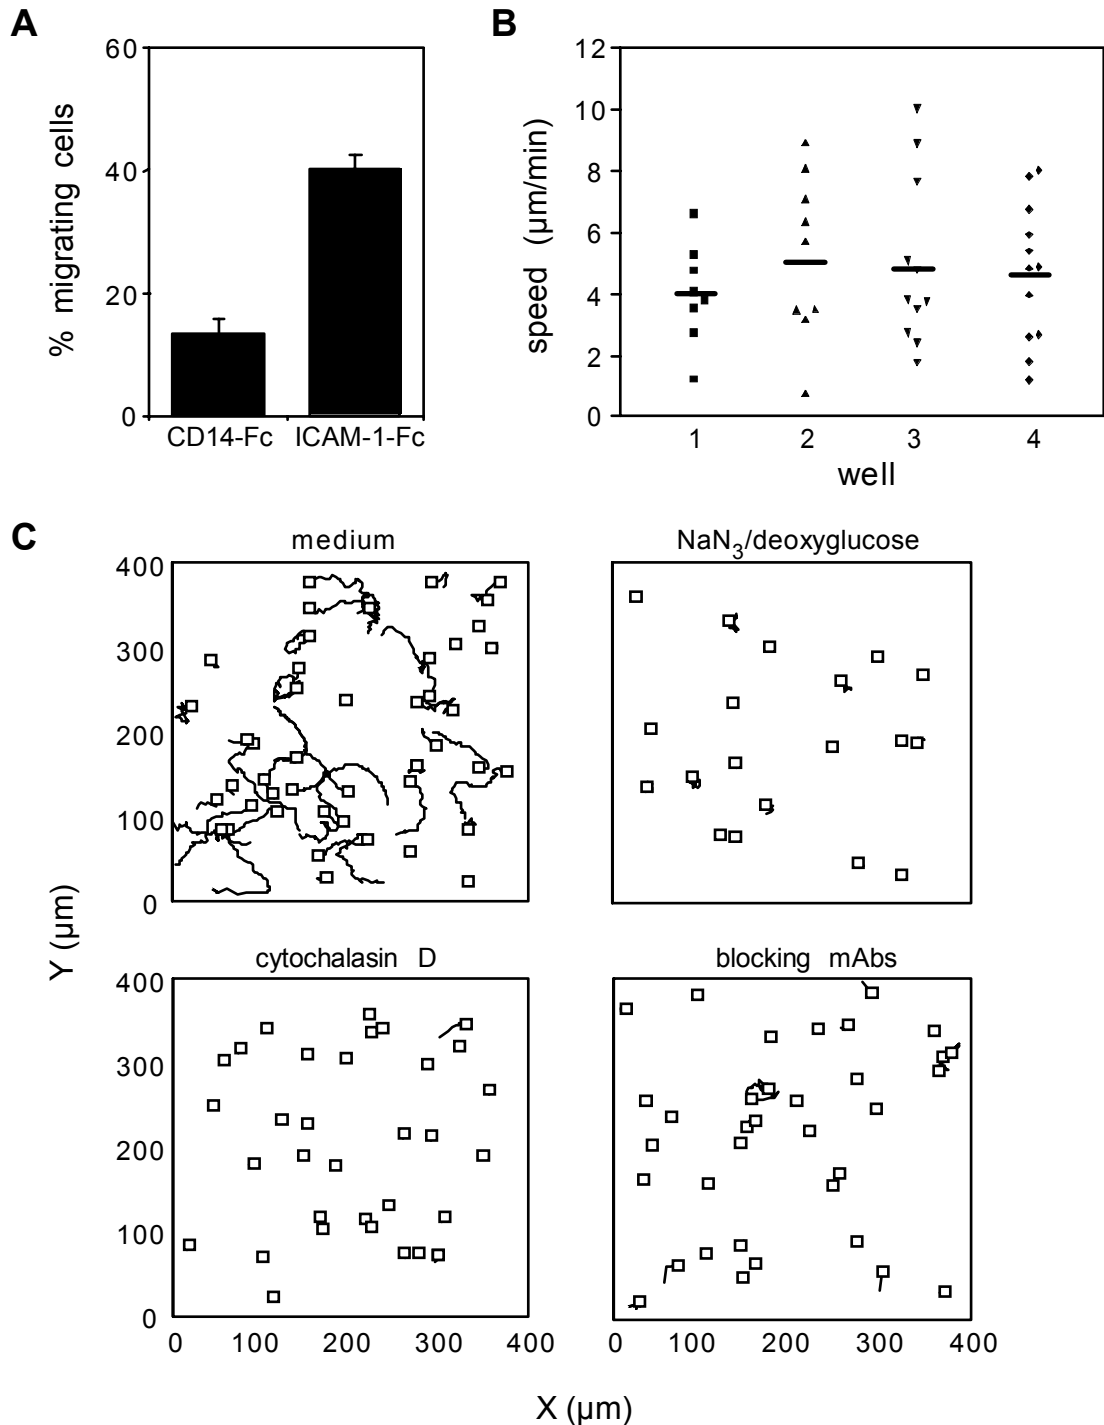 A
B
60
40
20
0
% migrating cells
CD14-Fc
ICAM-1-Fc
12
10
8
6
4
2
0
speed (µm/min)
1
2
3
4
well
C
medium
NaN3/deoxyglucose
400
300
200
100
0
cytochalasin D
blocking mAbs
400
300
200
100
0
Y (µm)
0
100
200
300
400
0
100
200
300
400
X (µm)